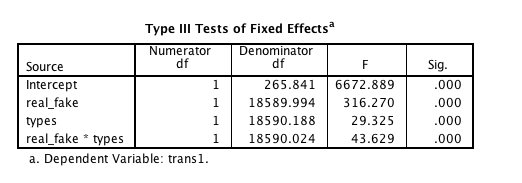 Type III Tests of Fixed Effectsa
Source Numerator df Denominator df F Sig.
Intercept 1 265.841 6672.889 .000
real_fake 1 18589.994 316.270 .000
types 1 18590.188 29.325 .000
real_fake * types 1 18590.024 43.629 .000
a. Dependent Variable: trans1.